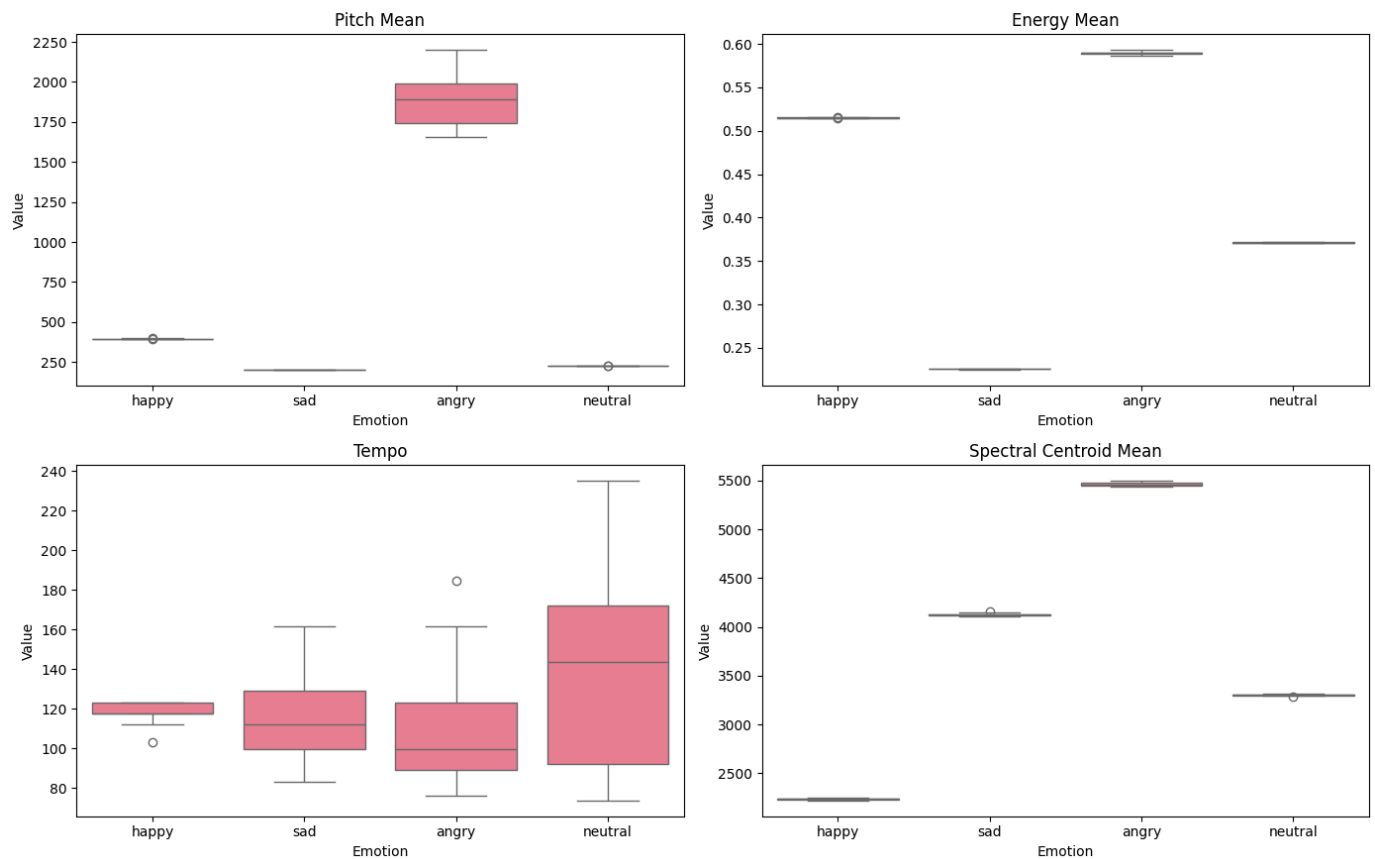 Pitch Mean
2250
2000
1750
1500
1250
1000
750
500
250
Value
happy sad angry neutral
Emotion
Energy Mean
0.60
0.55
0.50
0.45
0.40
0.35
0.30
0.25
Value
happy sad angry neutral
Emotion
Tempo
240
220
200
180
160
140
120
100
80
Value
happy sad angry neutral
Emotion
Spectral Centroid Mean
5500
5000
4500
4000
3500
3000
2500
Value
happy sad angry neutral
Emotion